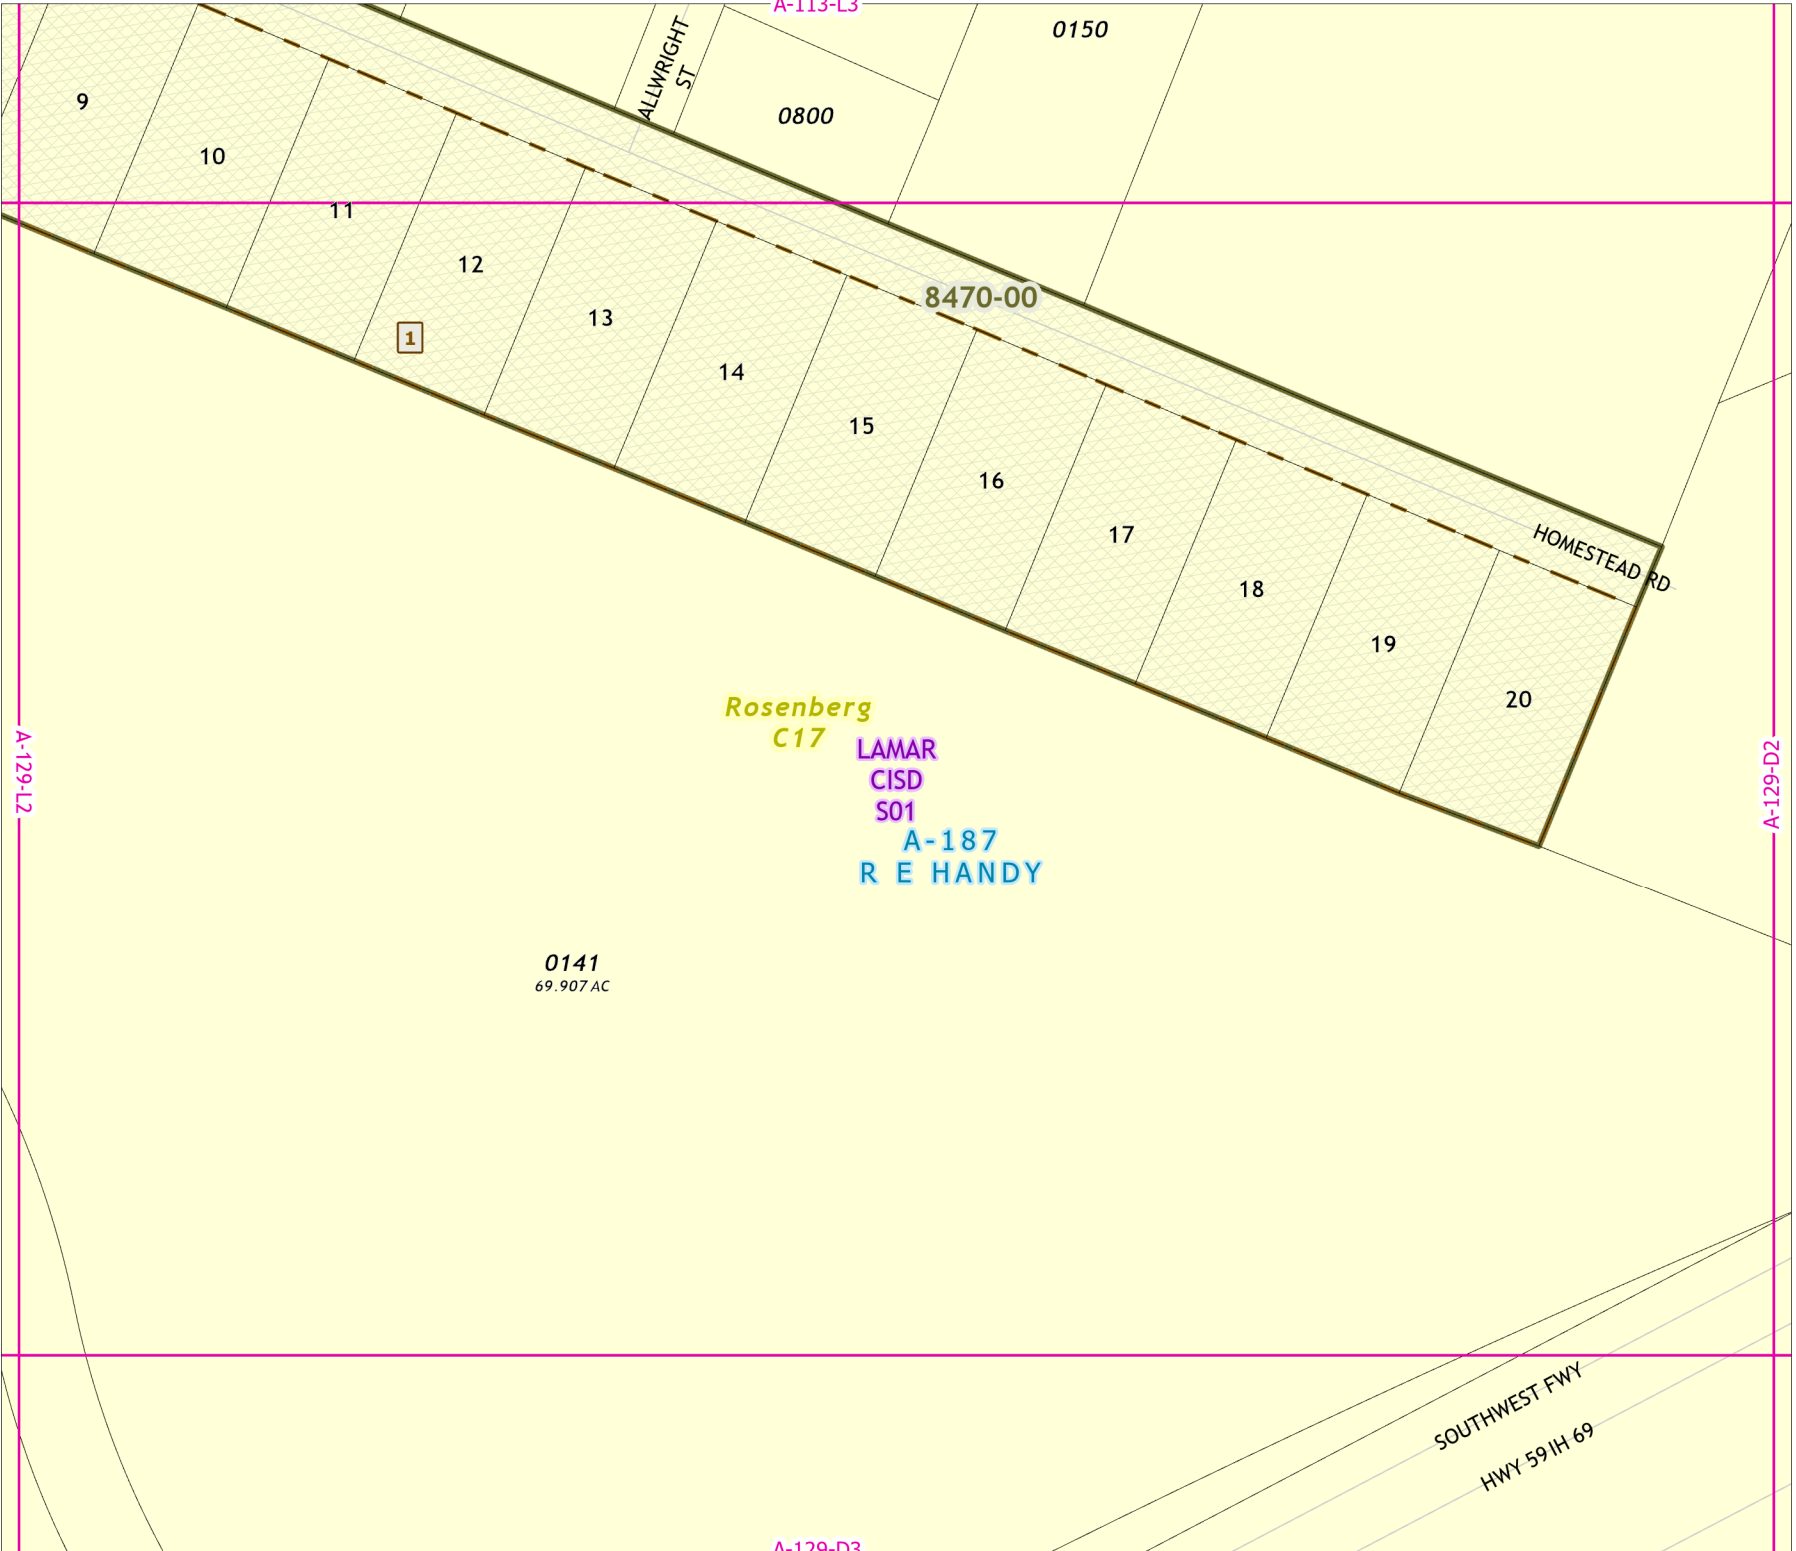 A-113-L3
0150
ALLWRIGHT
ST
9
0800
10
11
12
8470-00
13
1
14
15
16
17
HOMESTEAD RD
18
19
20
Rosenberg
C17
LAMAR
CISD
S01
A-129-L2
A-129-D2
A-187
R E HANDY
0141
69.907 AC
SOUTHWEST FWY
HWY 59 IH 69
A-129-D3